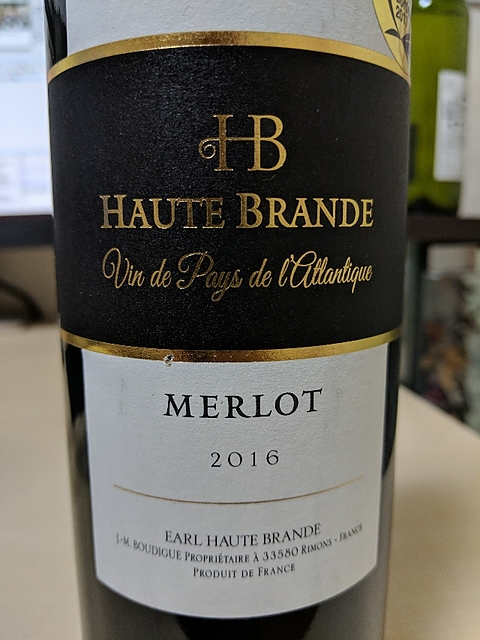 HB
HAUTE BRANDE
Vin de Pays de l'Atlantique
MERLOT
2016
EARL HAUTE BRANDE
J.-M. BOUDIGUE PROPRIÉTAIRE À 33580 RIMONS - FRANCE
PRODUIT DE FRANCE